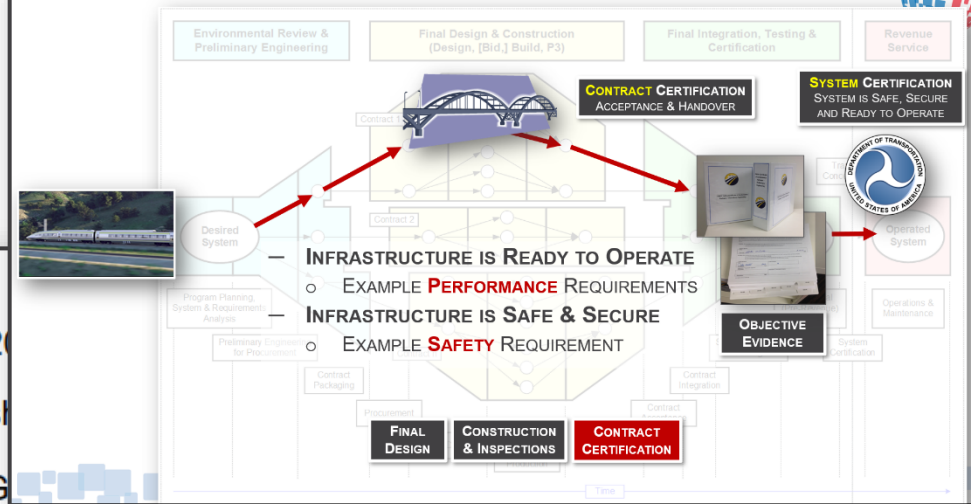 Environmental Review &
Preliminary Engineering
Final Design & Construction
(Design, [Bid,] Build, P3)
Final Integration, Testing &
Certification
Revenue
Service
CONTRACT CERTIFICATION
ACCEPTANCE & HANDOVER
SYSTEM CERTIFICATION
SYSTEM IS SAFE, SECURE
AND READY TO OPERATE
Contract
DEPARTMENT OF TRANSPORTATION
UNITED STATES OF AMERICA
Contract 2
Desired
System
Operated
System
– INFRASTRUCTURE IS READY TO OPERATE
o EXAMPLE PERFORMANCE REQUIREMENTS
– INFRASTRUCTURE IS SAFE & SECURE
o EXAMPLE SAFETY REQUIREMENT
Program Planning,
System & Requirements
Analysis
Operations &
Maintenance
OBJECTIVE
EVIDENCE
Preliminary Engineering
for Procurement
System
Certification
Contract
Packaging
Contract
Integration
Procurement
Contract
FINAL
DESIGN
CONSTRUCTION
& INSPECTIONS
CONTRACT
CERTIFICATION
Time